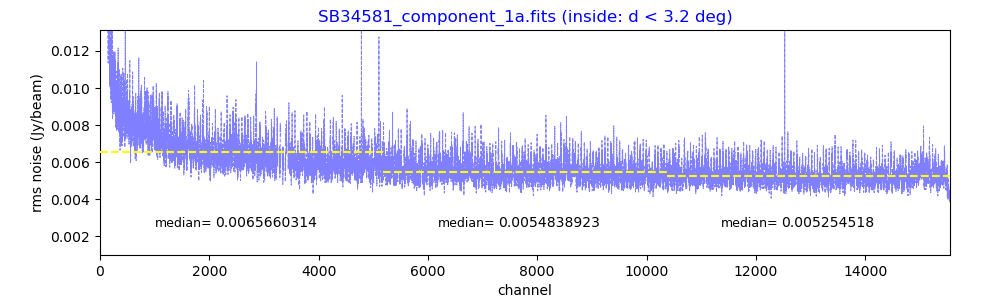 SB34581_component_1a.fits (inside: d < 3.2 deg)
rms noise (Jy/beam)
0.012
0.010
0.008
0.006
0.004
0.002
median= 0.0065660314
median= 0.0054838923
median= 0.005254518
0
2000
4000
6000
8000
10000
12000
14000
channel